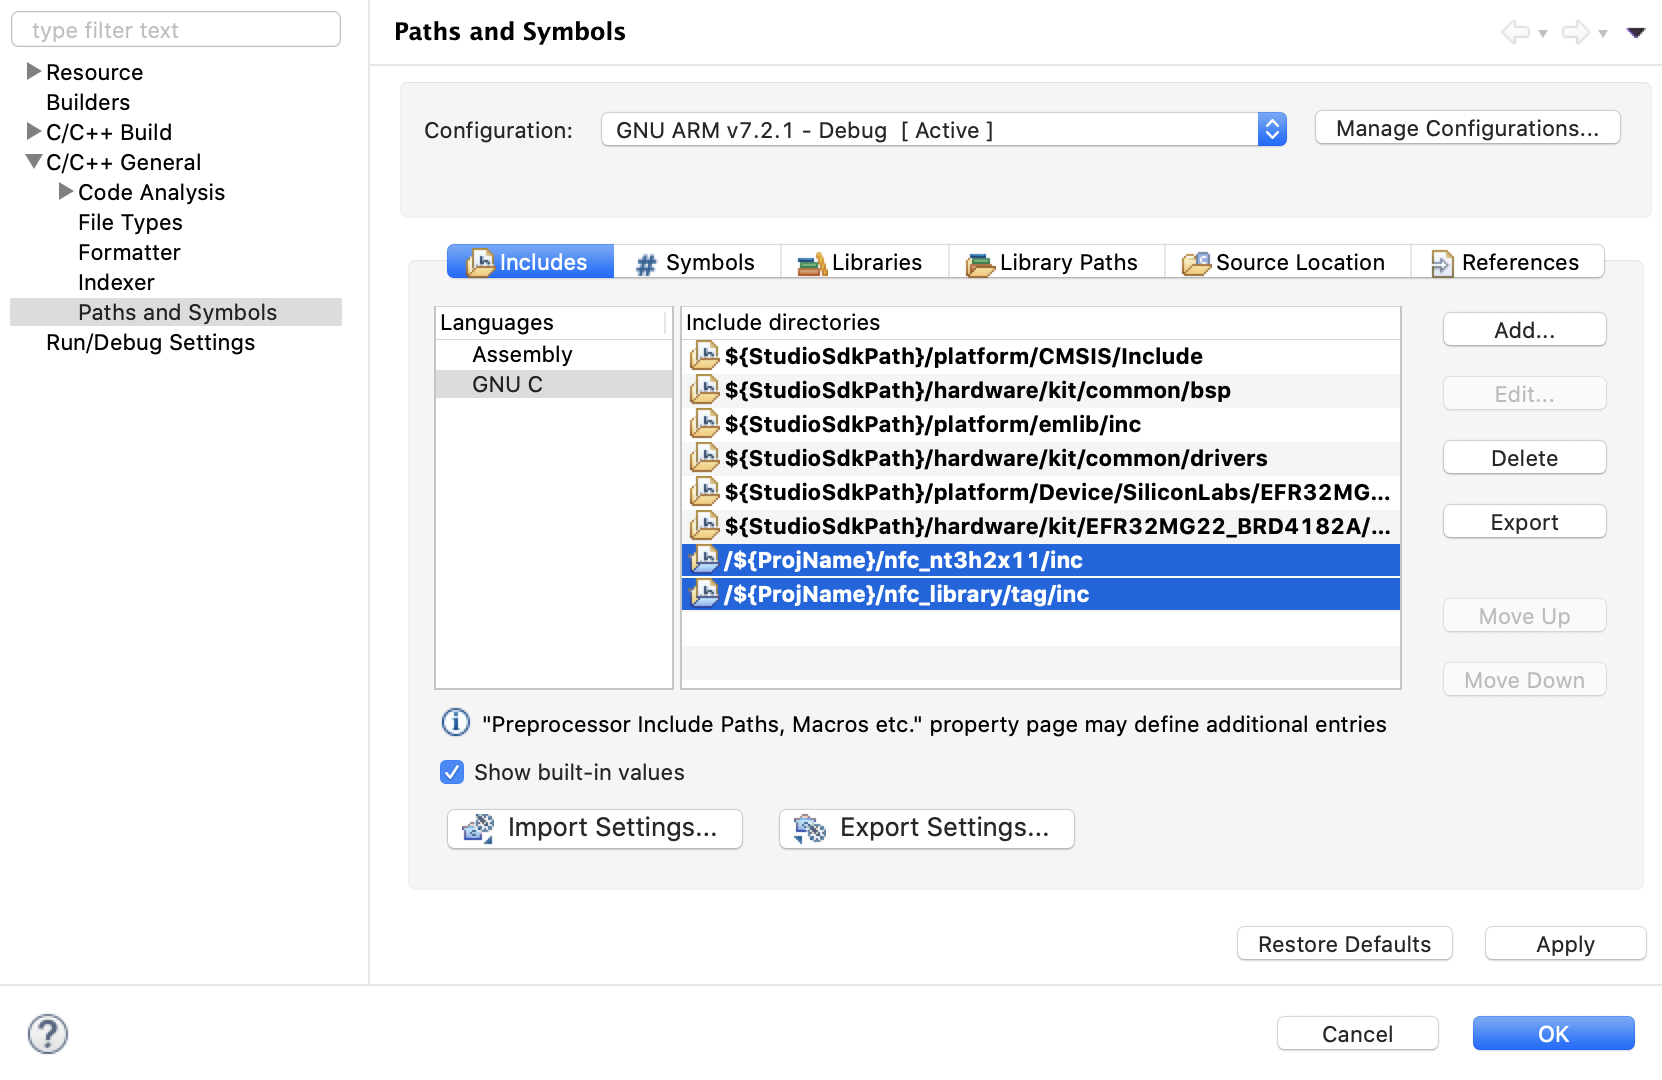 type filter text
Resource
Builders
C/C++ Build
C/C++ General
Code Analysis
File Types
Formatter
Indexer
Paths and Symbols
Run/Debug Settings
Paths and Symbols
Configuration: GNU ARM v7.2.1 - Debug [ Active ] Manage Configurations...
Includes # Symbols Libraries Library Paths Source Location References
Languages
Assembly
GNU C
Include directories
${StudioSdkPath}/platform/CMSIS/Include
${StudioSdkPath}/hardware/kit/common/bsp
${StudioSdkPath}/platform/emlib/inc
${StudioSdkPath}/hardware/kit/common/drivers
${StudioSdkPath}/platform/Device/SiliconLabs/EFR32MG...
${StudioSdkPath}/hardware/kit/EFR32MG22_BRD4182A/...
/${ProjName}/nfc_nt3h2x11/inc
/${ProjName}/nfc_library/tag/inc
Add...
Edit...
Delete
Export
Move Up
Move Down
"Preprocessor Include Paths, Macros etc." property page may define additional entries
Show built-in values
Import Settings... Export Settings...
Restore Defaults Apply
? Cancel OK